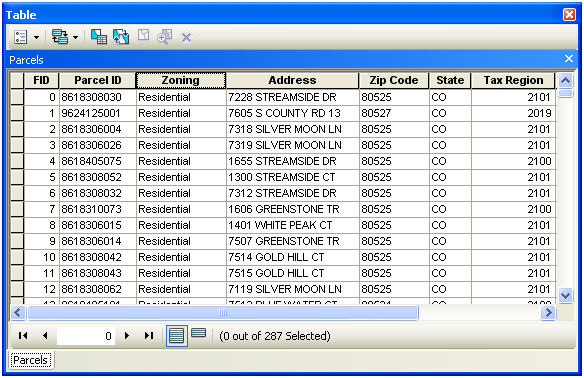 Table
Parcels
FID Parcel ID Zoning Address Zip Code State Tax Region
0 8618308030 Residential 7228 STREAMSIDE DR 80525 CO 2101
1 9624125001 Residential 7605 S COUNTY RD 13 80527 CO 2019
2 8618306004 Residential 7318 SILVER MOON LN 80525 CO 2101
3 8618306026 Residential 7319 SILVER MOON LN 80525 CO 2101
4 8618405075 Residential 1655 STREAMSIDE DR 80525 CO 2100
5 8618308052 Residential 1300 STREAMSIDE CT 80525 CO 2101
6 8618308032 Residential 7312 STREAMSIDE DR 80525 CO 2101
7 8618310073 Residential 1606 GREENSTONE TR 80525 CO 2100
8 8618306015 Residential 1401 WHITE PEAK CT 80525 CO 2101
9 8618306014 Residential 7507 GREENSTONE TR 80525 CO 2101
10 8618308042 Residential 7514 GOLD HILL CT 80525 CO 2101
11 8618308043 Residential 7515 GOLD HILL CT 80525 CO 2101
12 8618308062 Residential 7119 SILVER MOON LN 80525 CO 2101
Residential CO
0 (0 out of 287 Selected)
Parcels